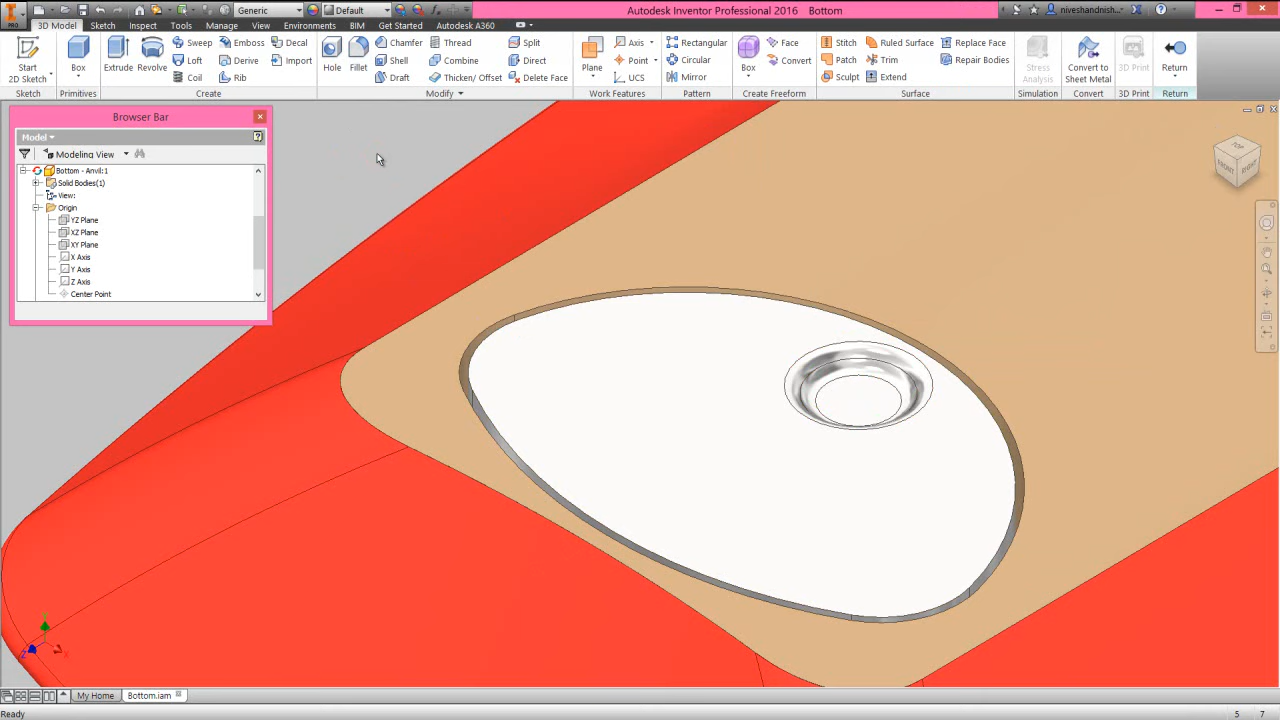 PRO
Generic
Default
Autodesk Inventor Professional 2016 Bottom
niveshandnish...
3D Model Sketch Inspect Tools Manage View Environments BIM Get Started Autodesk A360
Start
2D Sketch
Box
Extrude Revolve
Sweep Emboss Decal
Loft Derive Import
Coil Rib
Hole Fillet
Chamfer Thread Split
Shell Combine Direct
Draft Thicken/ Offset Delete Face
Plane
Axis
Point
UCS
Rectangular
Circular
Mirror
Box
Face
Convert
Stitch Ruled Surface Replace Face
Patch Trim Repair Bodies
Sculpt Extend
Stress
Analysis
Convert to
Sheet Metal
3D Print
Return
Sketch Primitives Create Modify Work Features Pattern Create Freeform Surface Simulation Convert 3D Print Return
Browser Bar
Model
Modeling View
Bottom - Anvil:1
Solid Bodies(1)
View:
Origin
YZ Plane
XZ Plane
XY Plane
X Axis
Y Axis
Z Axis
Center Point
TOP
FRONT RIGHT
Z X
My Home Bottom.iam
Ready 5 7